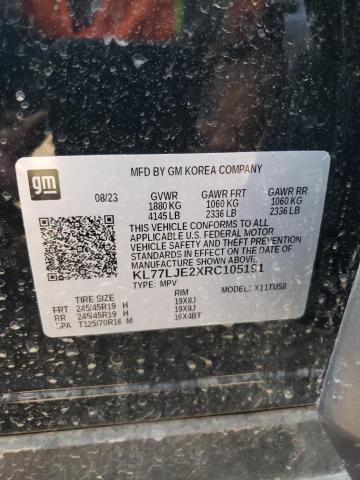 gm
MFD BY GM KOREA COMPANY
08/23 GVWR GAWR FRT GAWR RR
1880 KG 1060 KG 1060 KG
4145 LB 2336 LB 2336 LB
THIS VEHICLE CONFORMS TO ALL
APPLICABLE U.S. FEDERAL MOTOR
VEHICLE SAFETY, BUMPER, AND
THEFT PREVENTION STANDARDS
IN EFFECT ON THE DATE OF
MANUFACTURE SHOWN ABOVE.
KL77LJE2XRC105191
TYPE: MPV MODEL: X11TU58
TIRE SIZE RIM
FRT 245/45R19 H 19X8J
RR 245/45R19 H 19X8J
SPA T125/70R16 M 16X4BT